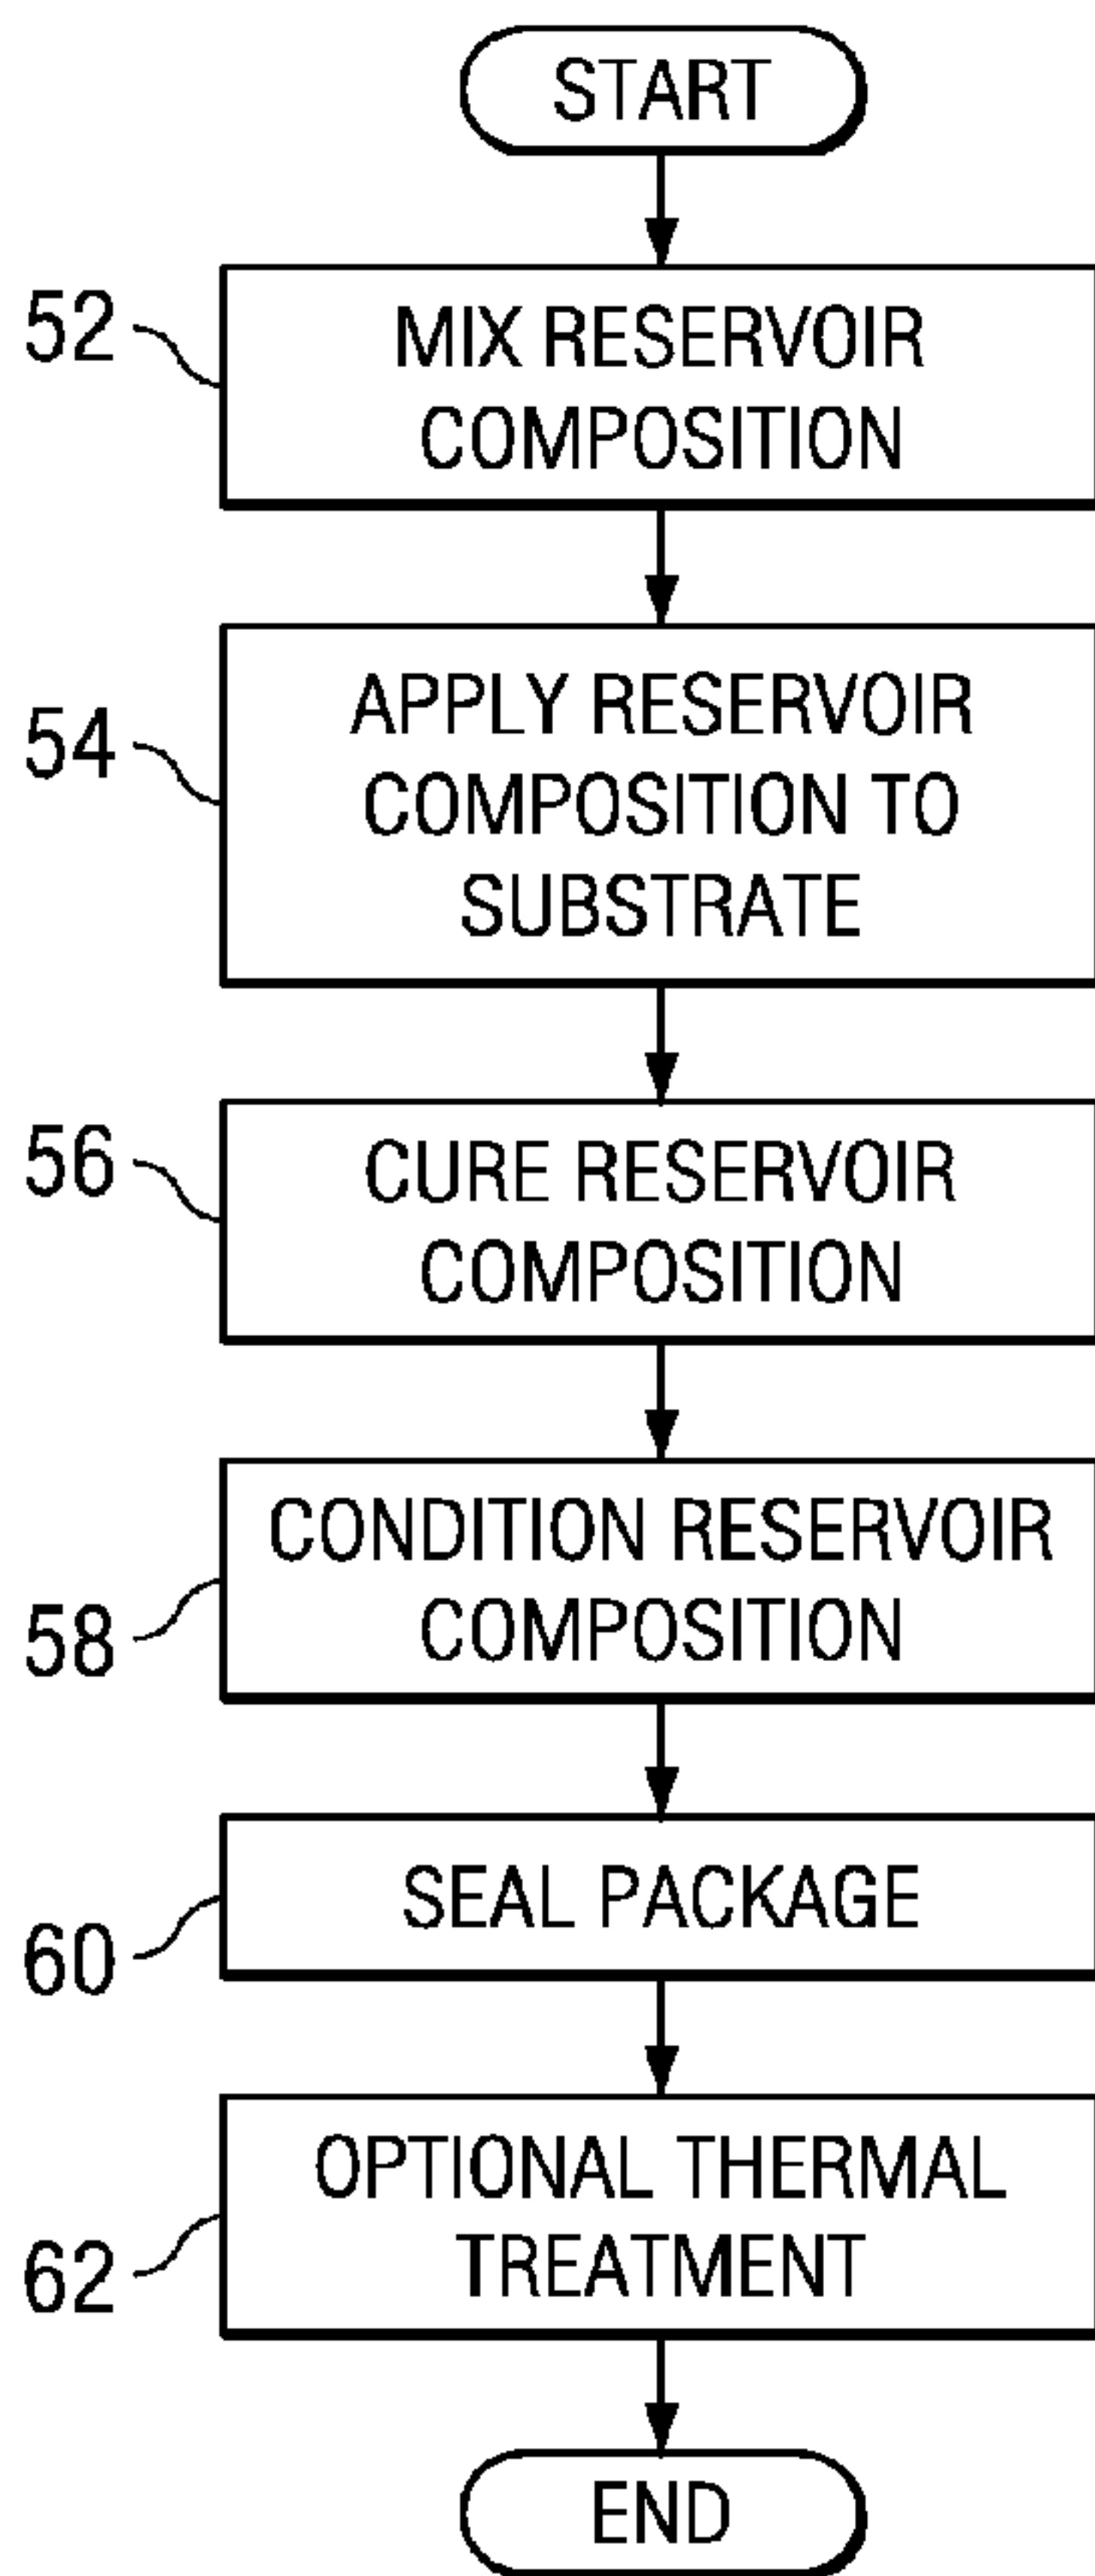 START
52
MIX RESERVOIR
COMPOSITION
54
APPLY RESERVOIR
COMPOSITION TO
SUBSTRATE
56
CURE RESERVOIR
COMPOSITION
58
CONDITION RESERVOIR
COMPOSITION
60
SEAL PACKAGE
62
OPTIONAL THERMAL
TREATMENT
END